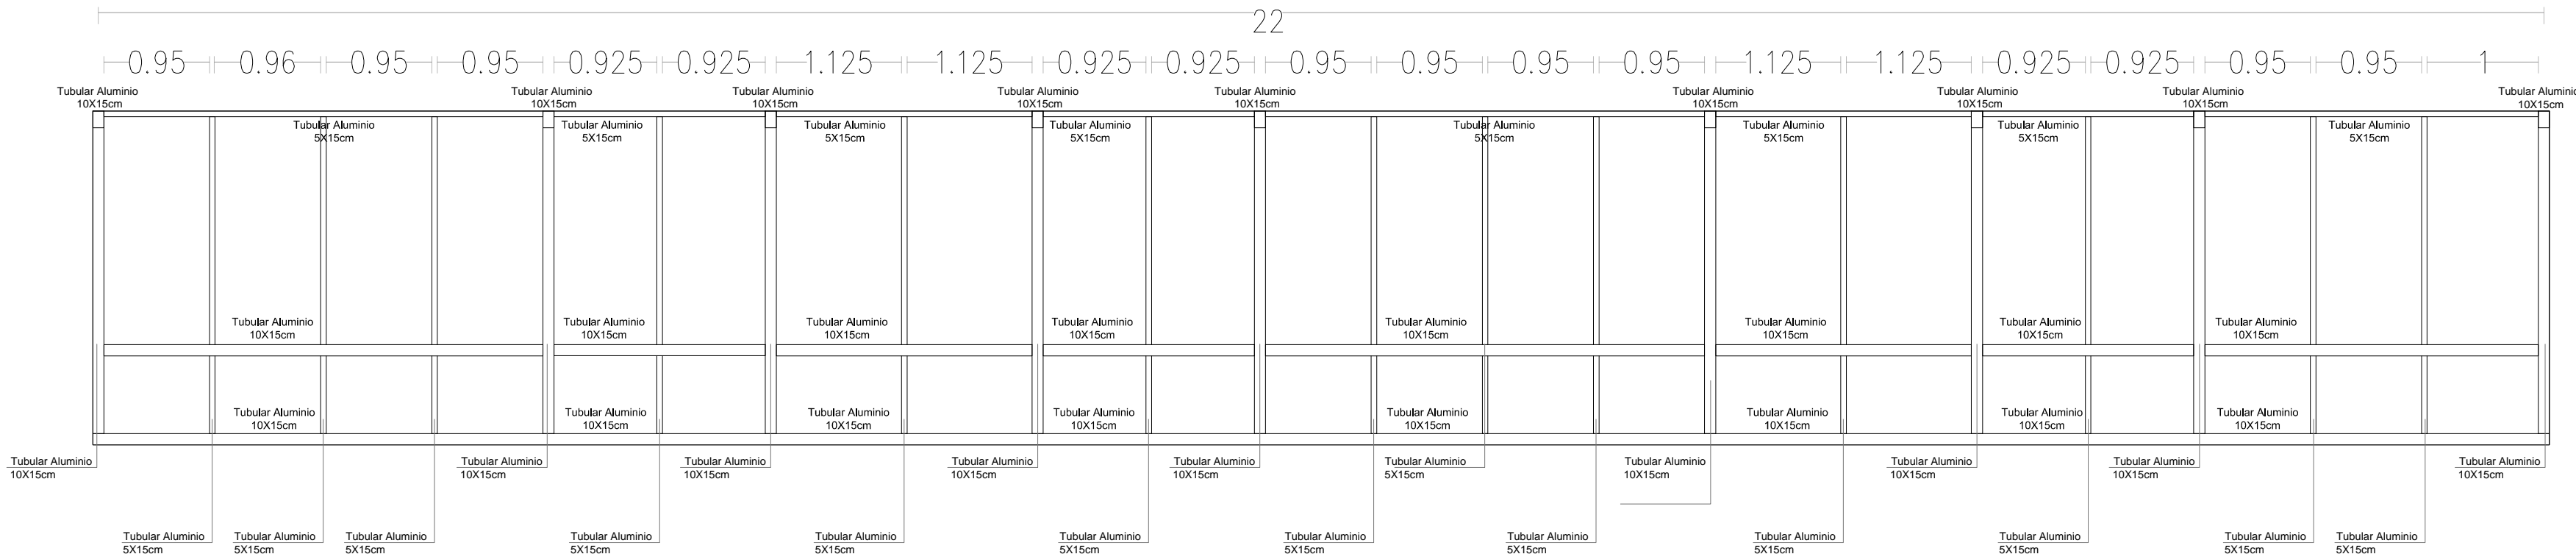 22
0.95 0.96 0.95 0.95 0.925 0.925 1.125 1.125 0.925 0.925 0.95 0.95 0.95 0.95 1.125 1.125 0.925 0.925 0.95 0.95 1
Tubular Aluminio Tubular Aluminio Tubular Aluminio Tubular Aluminio Tubular Aluminio Tubular Aluminio Tubular Aluminio Tubular Aluminio Tubular Aluminio
10X15cm 10X15cm 10X15cm 10X15cm 10X15cm 10X15cm 10X15cm 10X15cm 10X15cm
Tubular Aluminio Tubular Aluminio Tubular Aluminio Tubular Aluminio Tubular Aluminio Tubular Aluminio Tubular Aluminio Tubular Aluminio
5X15cm 5X15cm 5X15cm 5X15cm 5X15cm 5X15cm 5X15cm 5X15cm
Tubular Aluminio Tubular Aluminio Tubular Aluminio Tubular Aluminio Tubular Aluminio Tubular Aluminio Tubular Aluminio Tubular Aluminio
10X15cm 10X15cm 10X15cm 10X15cm 10X15cm 10X15cm 10X15cm 10X15cm
Tubular Aluminio Tubular Aluminio Tubular Aluminio Tubular Aluminio Tubular Aluminio Tubular Aluminio Tubular Aluminio Tubular Aluminio
10X15cm 10X15cm 10X15cm 10X15cm 10X15cm 10X15cm 10X15cm 10X15cm
Tubular Aluminio Tubular Aluminio Tubular Aluminio Tubular Aluminio Tubular Aluminio Tubular Aluminio Tubular Aluminio Tubular Aluminio Tubular Aluminio Tubular Aluminio
10X15cm 10X15cm 10X15cm 10X15cm 10X15cm 5X15cm 10X15cm 10X15cm 10X15cm 10X15cm
Tubular Aluminio Tubular Aluminio Tubular Aluminio Tubular Aluminio Tubular Aluminio Tubular Aluminio Tubular Aluminio Tubular Aluminio Tubular Aluminio Tubular Aluminio Tubular Aluminio Tubular Aluminio
5X15cm 5X15cm 5X15cm 5X15cm 5X15cm 5X15cm 5X15cm 5X15cm 5X15cm 5X15cm 5X15cm 5X15cm